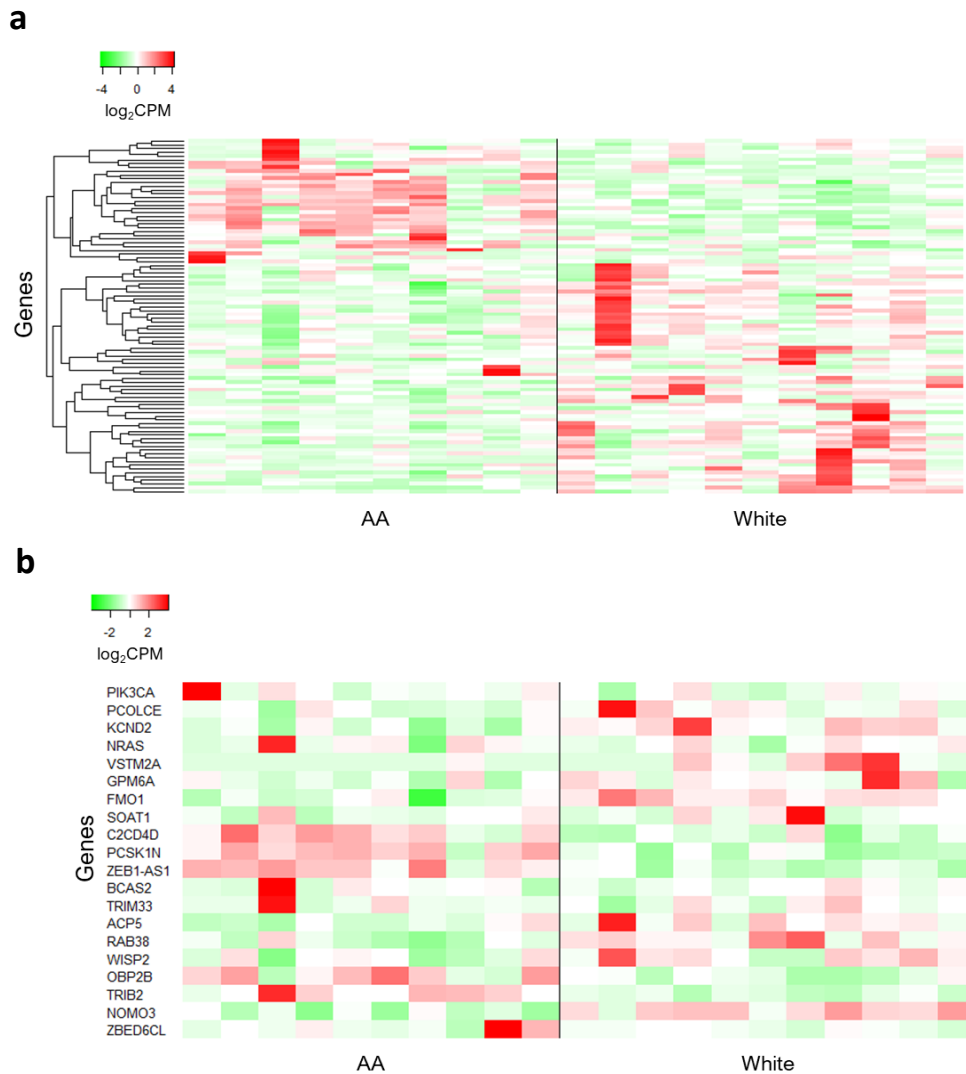 a
-4 0 4
log₂CPM
Genes
AA White
b
-2 2
log₂CPM
PIK3CA
PCOLCE
KCND2
NRAS
VSTM2A
GPM6A
FMO1
SOAT1
C2CD4D
PCSK1N
ZEB1-AS1
BCAS2
TRIM33
ACP5
RAB38
WISP2
OBP2B
TRIB2
NOMO3
ZBED6CL
Genes
AA White